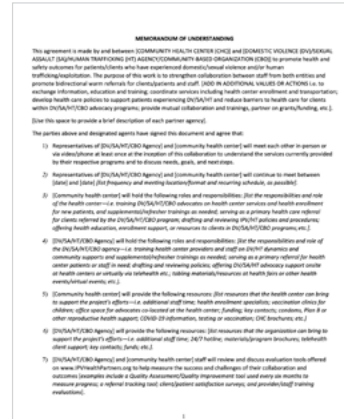 MEMORANDUM OF UNDERSTANDING
This agreement is made by and between [COMMUNITY HEALTH CENTER (CHC)] and [DOMESTIC VIOLENCE (DV)/SEXUAL
ASSAULT (SA)/HUMAN TRAFFICKING (HT) AGENCY/COMMUNITY-BASED ORGANIZATION (CBO)] to promote health and
safety outcomes for patients/clients who have experienced domestic/sexual violence and/or human
trafficking/exploitation. The purpose of this work is to strengthen collaboration between staff from both entities and
promote bidirectional warm referrals for clients/patients and staff. [ADD IN ADDITIONAL VALUES OR ACTIONS i.e. to
exchange information, education and training; coordinate services including health center enrollment and transportation;
develop health care policies to support patients experiencing DV/SA/HT and reduce barriers to health care for clients
within DV/SA/HT advocacy programs; provide mutual collaboration and trainings, partner on grants/funding, etc.].
[Use this space to provide a brief description of each partner agency].
The parties above and designated agents have signed this document and agree that:
1) Representatives of [DV/SA/HT/CBO Agency] and [community health center] will meet each other in-person or
via video/phone at least once at the inception of this collaboration to understand the services currently provided
by their respective programs and to discuss needs, goals, and next steps.
2) Representatives of [DV/SA/HT/CBO Agency] and [community health center] will continue to meet between
[date] and [date] [list frequency and meeting location/format and recurring schedule, as possible].
3) [Community health center] will hold the following roles and responsibilities: [list the responsibilities and role
of the health center—i.e. training DV/SA/HT/CBO advocates on health center services and health enrollment
for new patients, and supplements/refresher trainings as needed; serving as a primary health care referral
for clients referred by the DV/SA/HT/CBO program; drafting and reviewing IPV/HT policies and procedures;
offering health education, enrollment support, or resources to clients in DV/SA/HT/CBO programs; etc.].
4) [DV/SA/HT/CBO Agency] will hold the following roles and responsibilities: [list the responsibilities and role of
the DV/SA/HT/CBO agency—i.e. training health center providers and staff on IPV/HT dynamics and
community supports and supplemental/refresher trainings as needed; serving as a primary referral for health
center patients or staff in need; drafting and reviewing policies; offering DV/SA/HT advocacy support onsite
at health centers or virtually via telehealth etc.; tabling materials/resources at health fairs or other health
events/virtual events; etc.].
5) [Community health center] will provide the following resources: [list resources that the health center can bring
to support the project's efforts—i.e. additional staff time; health enrollment specialists; vaccination clinics for
children; office space for advocates co-located at the health center; funding; key contacts; condoms, Plan B or
other reproductive health support; COVID-19 information, testing or vaccination; CHC brochures; etc.]
6) [DV/SA/HT/CBO Agency] will provide the following resources: [list resources that the organization can bring to
support the project's efforts—i.e. additional staff time; 24/7 hotline; materials/program brochures; telehealth
client support; key contacts; funds; etc.].
7) [DV/SA/HT/CBO Agency] and [community health center] staff will review and discuss evaluation tools offered
on www.IPVHealthPartners.org to help measure the success and challenges of their collaboration and
outcomes [examples include a Quality Assessment/Quality Improvement tool used every six months to
measure progress; a referral tracking tool; client/patient satisfaction surveys, and provider/staff training
evaluations].
1